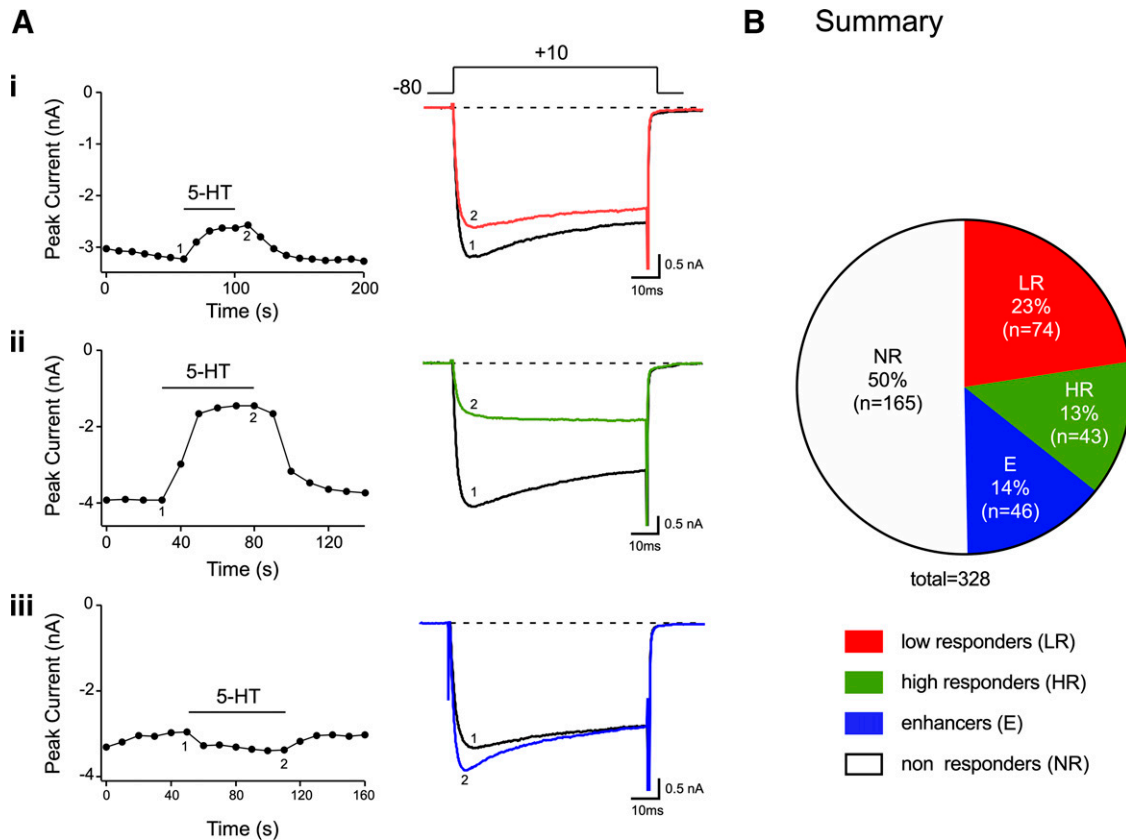 A
B Summary
i
Peak Current (nA)
0
-1
-2
-3
5-HT
1
2
0 100 200
Time (s)
+10
-80
2
1
0.5 nA
10ms
ii
Peak Current (nA)
0
-2
-4
5-HT
1
2
0 40 80 120
Time (s)
2
1
0.5 nA
10ms
iii
Peak Current (nA)
0
-2
-4
5-HT
1
2
0 40 80 120 160
Time (s)
1
2
0.5 nA
10ms
LR
23%
(n=74)
NR
50%
(n=165)
HR
13%
(n=43)
E
14%
(n=46)
total=328
low responders (LR)
high responders (HR)
enhancers (E)
non responders (NR)